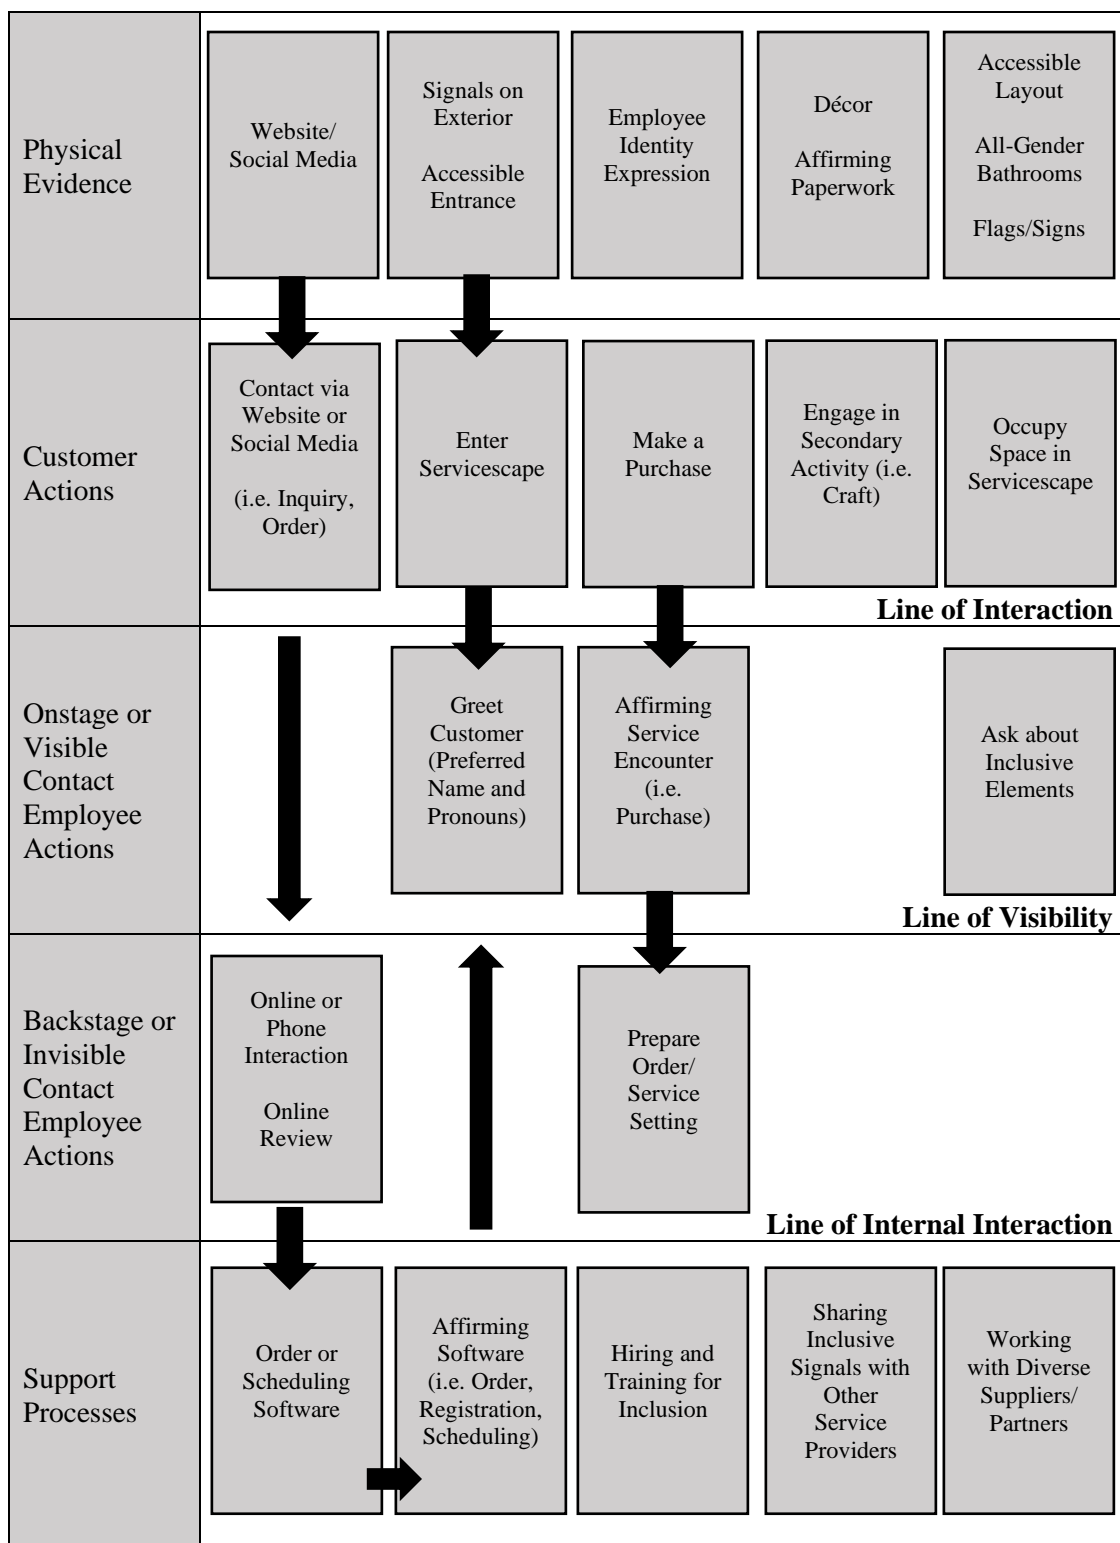 Physical
Evidence
Website/
Social Media
Signals on
Exterior
Accessible
Entrance
Employee
Identity
Expression
Décor
Affirming
Paperwork
Accessible
Layout
All-Gender
Bathrooms
Flags/Signs
Customer
Actions
Contact via
Website or
Social Media
(i.e. Inquiry,
Order)
Enter
Servicescape
Make a
Purchase
Engage in
Secondary
Activity (i.e.
Craft)
Occupy
Space in
Servicescape
Line of Interaction
Onstage or
Visible
Contact
Employee
Actions
Greet
Customer
(Preferred
Name and
Pronouns)
Affirming
Service
Encounter
(i.e.
Purchase)
Ask about
Inclusive
Elements
Line of Visibility
Backstage or
Invisible
Contact
Employee
Actions
Online or
Phone
Interaction
Online
Review
Prepare
Order/
Service
Setting
Line of Internal Interaction
Support
Processes
Order or
Scheduling
Software
Affirming
Software
(i.e. Order,
Registration,
Scheduling)
Hiring and
Training for
Inclusion
Sharing
Inclusive
Signals with
Other
Service
Providers
Working
with Diverse
Suppliers/
Partners